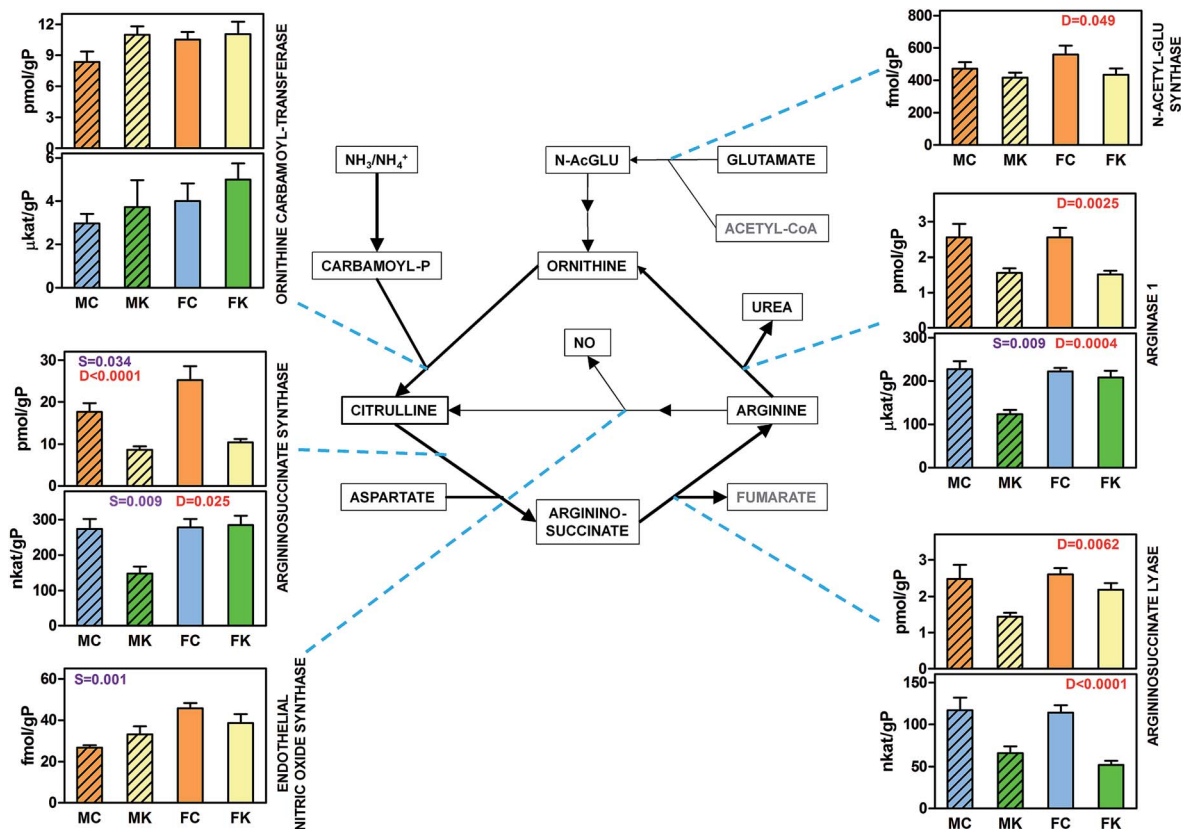 12
9
6
3
0
pmol/gP
6
4
2
0
μkat/gP
MC MK FC FK
ORNITHINE CARBAMOYL-TRANSFERASE
S=0.034
D<0.0001
30
20
10
0
pmol/gP
S=0.009 D=0.025
300
200
100
0
nkat/gP
MC MK FC FK
ARGININOSUCCINATE SYNTHASE
S=0.001
60
40
20
0
fmol/gP
MC MK FC FK
ENDOTHELIAL
NITRIC OXIDE SYNTHASE
NH₃/NH₄⁺
N-AcGLU
GLUTAMATE
ACETYL-CoA
CARBAMOYL-P
ORNITHINE
UREA
NO
CITRULLINE
ARGININE
ASPARTATE
ARGININO-
SUCCINATE
FUMARATE
D=0.049
800
600
400
200
0
fmol/gP
MC MK FC FK
N-ACETYL-GLU
SYNTHASE
D=0.0025
3
2
1
0
pmol/gP
S=0.009 D=0.0004
300
200
100
0
μkat/gP
MC MK FC FK
ARGINASE 1
D=0.0062
3
2
1
0
pmol/gP
D<0.0001
150
100
50
0
nkat/gP
MC MK FC FK
ARGININOSUCCINATE LYASE